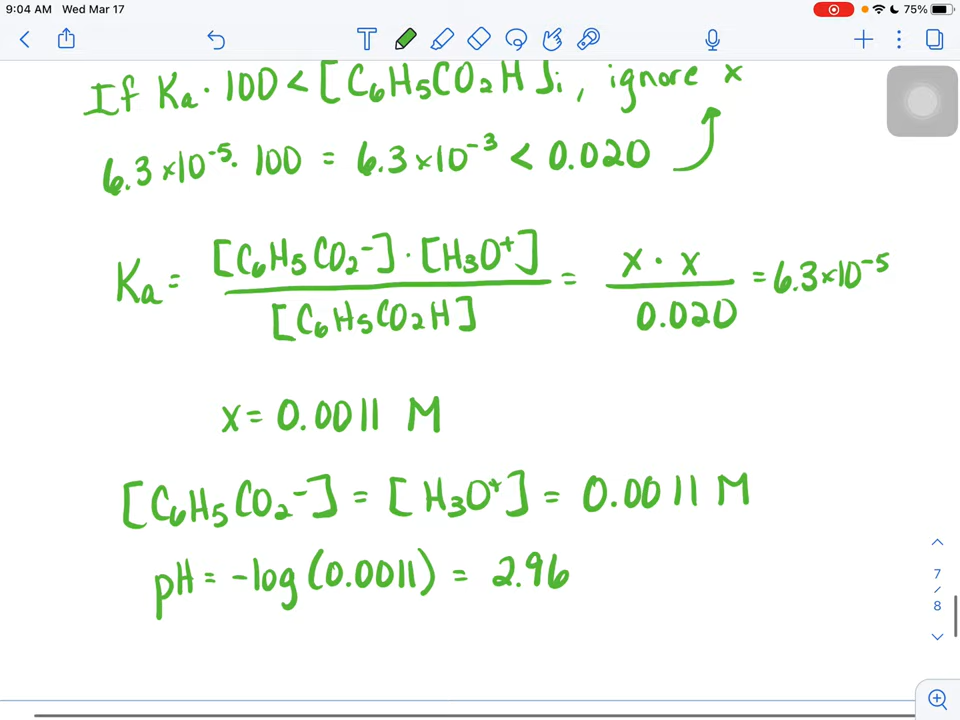 9:04 AM Wed Mar 17
75%
If Ka · 100 < [C₆H₅CO₂H]i, ignore x
6.3×10⁻⁵· 100 = 6.3×10⁻³ < 0.020
Ka = [C₆H₅CO₂⁻]·[H₃O⁺] / [C₆H₅CO₂H] = x · x / 0.020 = 6.3×10⁻⁵
x = 0.0011 M
[C₆H₅CO₂⁻] = [H₃O⁺] = 0.0011 M
pH = -log(0.0011) = 2.96
7
/
8